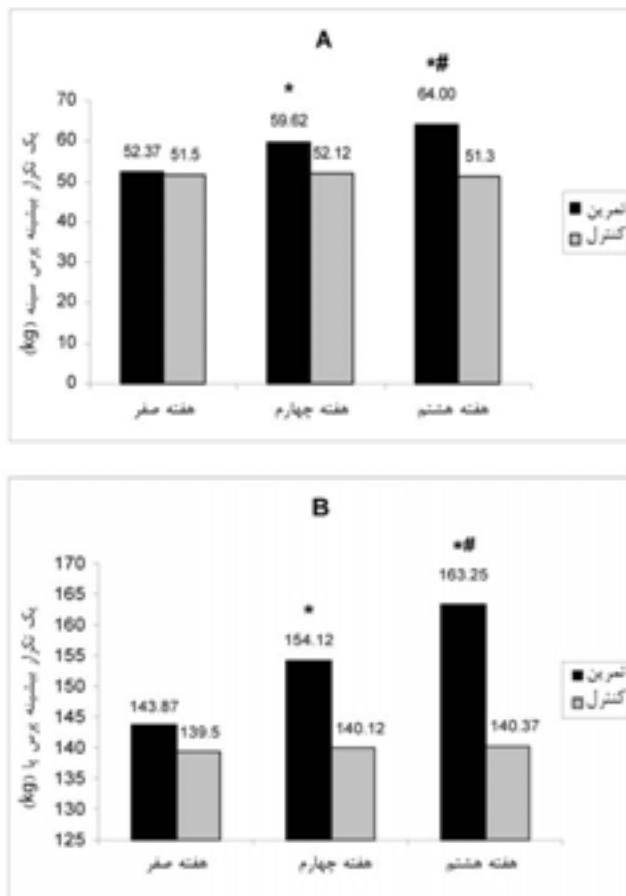 A
یک تکرار بیشینه پرس سینه (kg)
*#
64.00
*
59.62
52.37
51.5
52.12
51.3
70
60
50
40
30
20
10
0
هفته صفر
هفته چهارم
هفته هشتم
تمرین
کنترل
B
یک تکرار بیشینه پرس پا (kg)
*#
163.25
*
154.12
143.87
139.5
140.12
140.37
170
165
160
155
150
145
140
135
130
125
هفته صفر
هفته چهارم
هفته هشتم
تمرین
کنترل